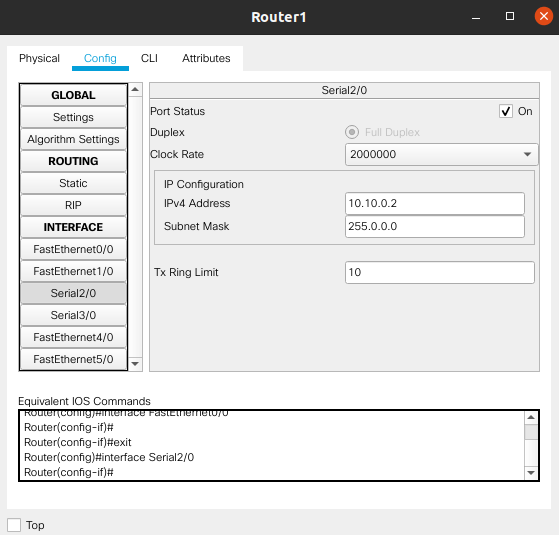 Router1
Physical Config CLI Attributes
GLOBAL
Settings
Algorithm Settings
ROUTING
Static
RIP
INTERFACE
FastEthernet0/0
FastEthernet1/0
Serial2/0
Serial3/0
FastEthernet4/0
FastEthernet5/0
Serial2/0
Port Status On
Duplex Full Duplex
Clock Rate 2000000
IP Configuration
IPv4 Address 10.10.0.2
Subnet Mask 255.0.0.0
Tx Ring Limit 10
Equivalent IOS Commands
Router(config)#interface FastEthernet0/0
Router(config-if)#
Router(config-if)#exit
Router(config)#interface Serial2/0
Router(config-if)#
Top